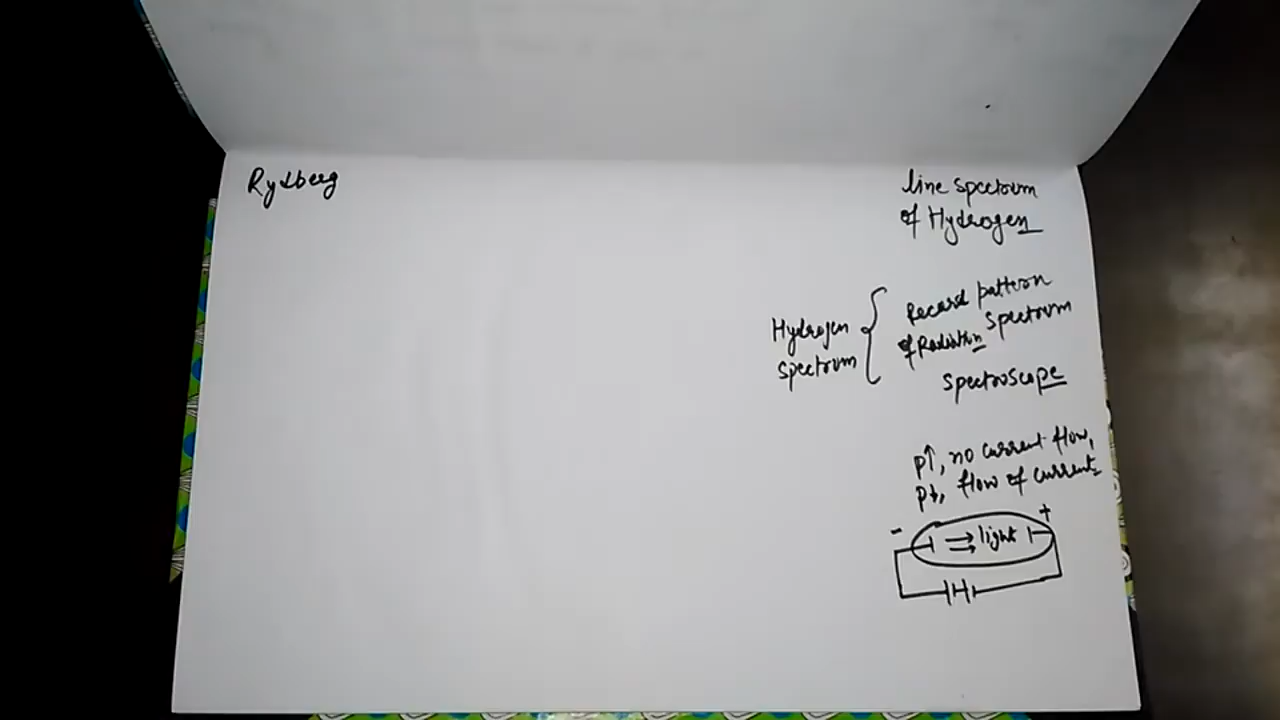 Rydberg
line spectrum
of Hydrogen
Hydrogen
spectrum
Record pattern
of Radiation spectrum
spectroscope
p↑, no current flow,
p↓, flow of current
- +
light